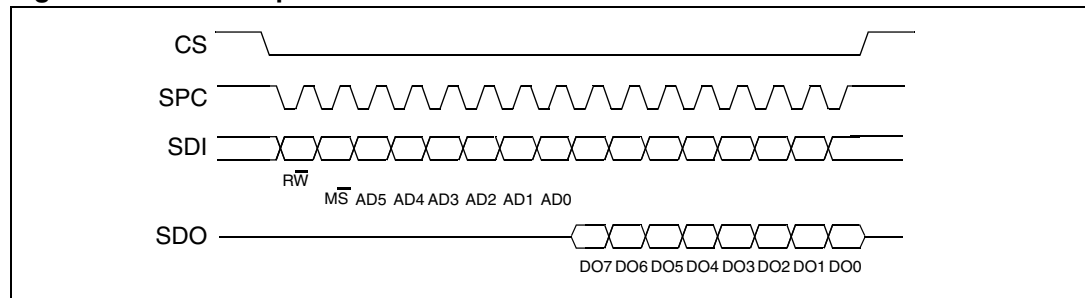 CS
SPC
SDI
RW̅
MS̅ AD5 AD4 AD3 AD2 AD1 AD0
SDO
DO7 DO6 DO5 DO4 DO3 DO2 DO1 DO0